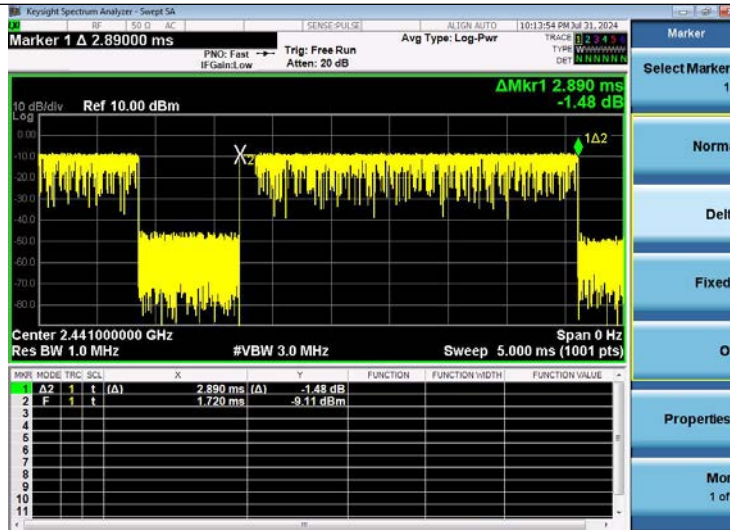 Keysight Spectrum Analyzer - Swept SA
RF 50 Ω AC SENSE:PULSE ALIGN AUTO 10:13:54 PM Jul 31, 2024
Marker 1 Δ 2.89000 ms
PNO: Fast
IFGain:Low
Trig: Free Run
Atten: 20 dB
Avg Type: Log-Pwr
TRACE 1 2 3 4 5 6
TYPE WWWWWW
DET N N N N N N
ΔMkr1 2.890 ms
-1.48 dB
10 dB/div Ref 10.00 dBm
Log
0.00
-10.0
-20.0
-30.0
-40.0
-50.0
-60.0
-70.0
-80.0
X2
1Δ2
Center 2.441000000 GHz Span 0 Hz
Res BW 1.0 MHz #VBW 3.0 MHz Sweep 5.000 ms (1001 pts)
MKR MODE TRC SCL X Y FUNCTION FUNCTION WIDTH FUNCTION VALUE
1 Δ2 1 t (Δ) 2.890 ms (Δ) -1.48 dB
2 F 1 t 1.720 ms -9.11 dBm
3
4
5
6
7
8
9
10
11
Marker
Select Marker
1
Norma
Delt
Fixed
O
Properties
Mor
1 of